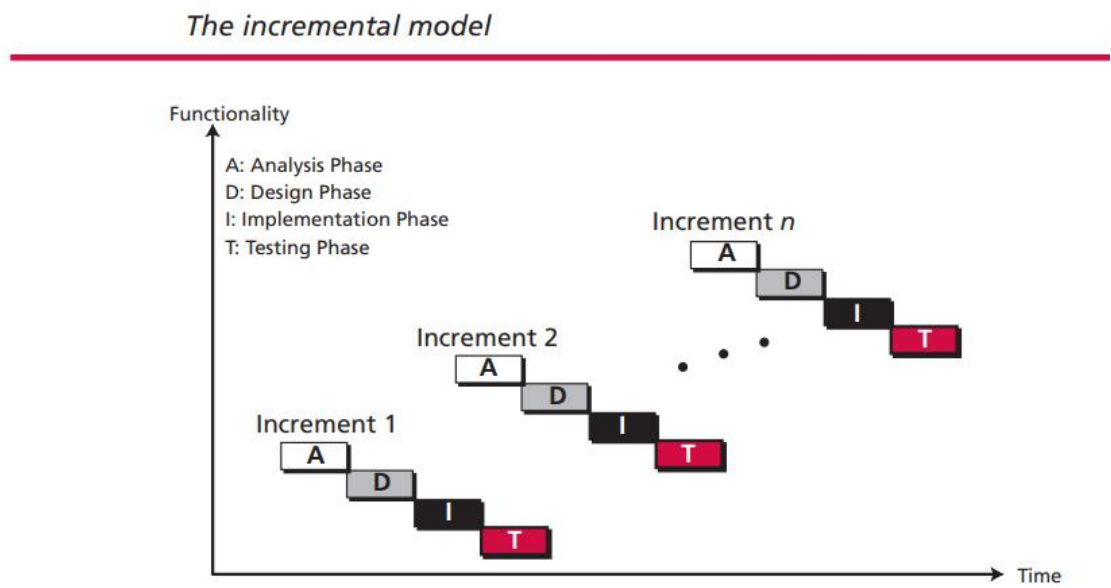 The incremental model
Functionality
A: Analysis Phase
D: Design Phase
I: Implementation Phase
T: Testing Phase
Increment n
A
D
I
T
Increment 2
A
D
I
T
Increment 1
A
D
I
T
Time